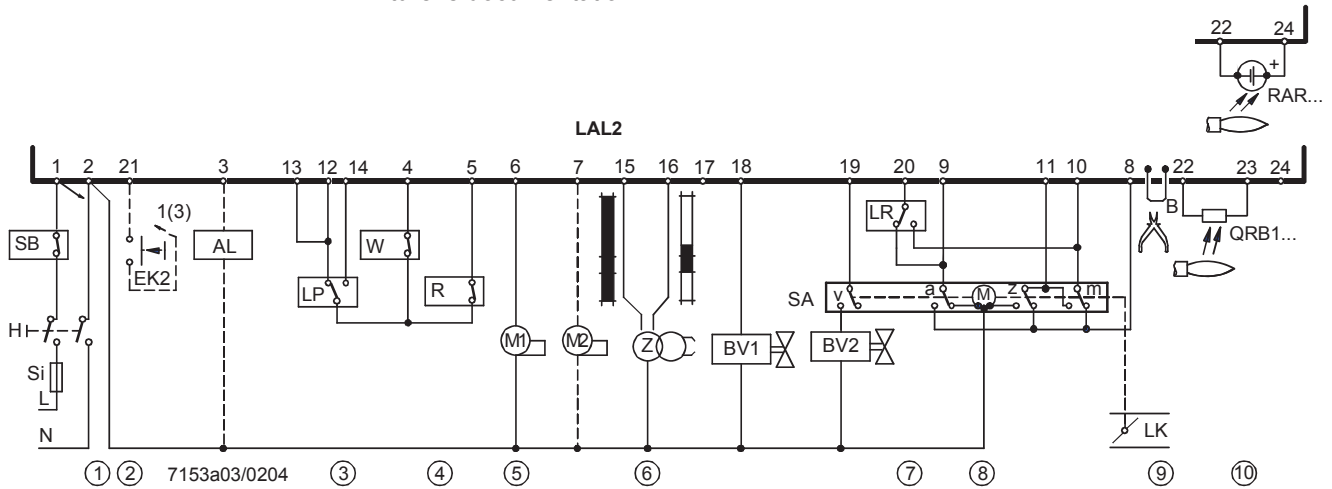 22 24
+
RAR...
LAL2
1 2 21 3 13 12 14 4 5 6 7 15 16 17 18 19 20 9 11 10 8 22 23 24
1(3)
B
SB
EK2
AL
LP
W
R
LR
QRB1...
SA
v
a
M
z
m
H
M1
M2
Z
BV1
BV2
Si
L
N
LK
1 2 7153a03/0204 3 4 5 6 7 8 9 10